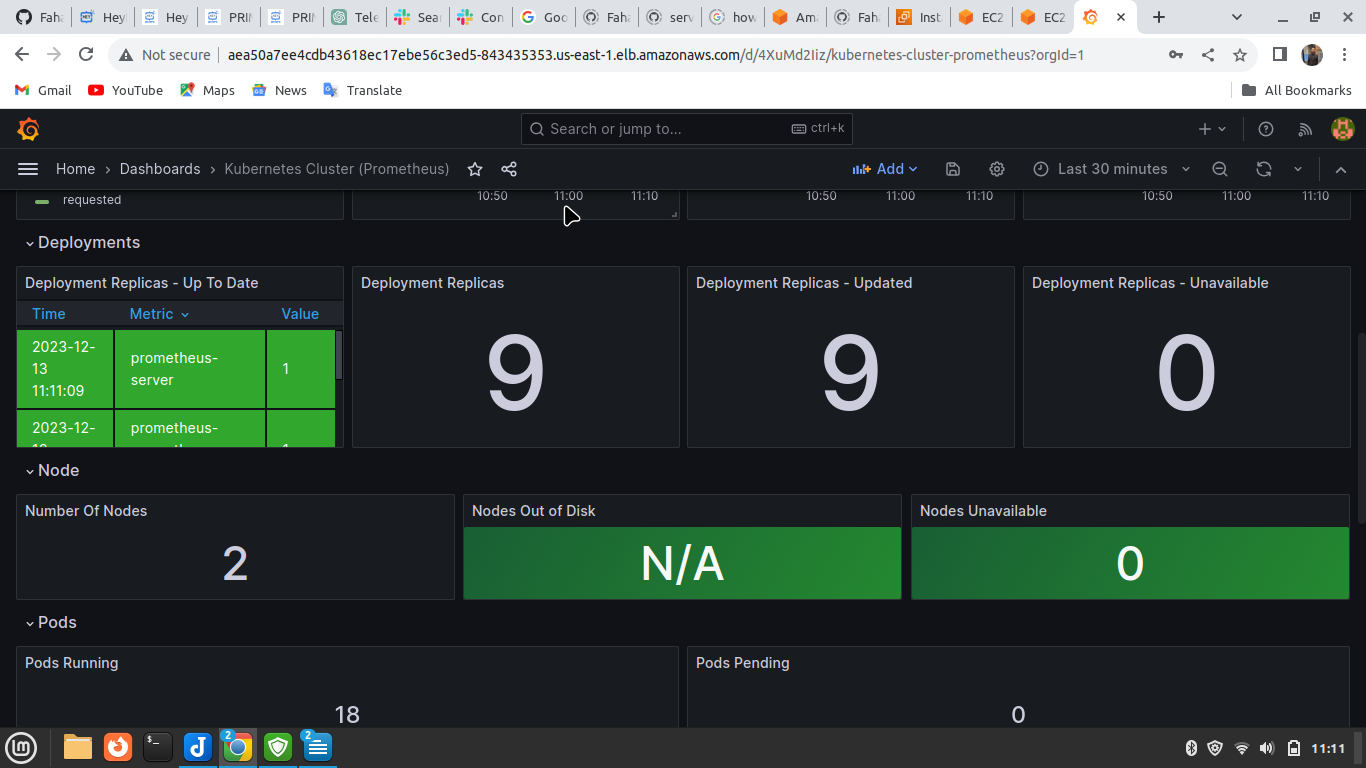 Faha
Hey
Hey
PRI
PRI
Tele
Sear
Con
Goo
Faha
serv
how
Ama
Faha
Inst
EC2
EC2
Not secure
aea50a7ee4cdb43618ec17ebe56c3ed5-843435353.us-east-1.elb.amazonaws.com/d/4XuMd2Iiz/kubernetes-cluster-prometheus?orgId=1
Gmail
YouTube
Maps
News
Translate
All Bookmarks
Search or jump to...
ctrl+k
Home › Dashboards › Kubernetes Cluster (Prometheus)
Add
Last 30 minutes
requested
10:50 11:00 11:10
10:50 11:00 11:10
10:50 11:00 11:10
Deployments
Deployment Replicas - Up To Date
Time Metric Value
2023-12-
13
11:11:09
prometheus-
server
1
2023-12-
prometheus-
Deployment Replicas
9
Deployment Replicas - Updated
9
Deployment Replicas - Unavailable
0
Node
Number Of Nodes
2
Nodes Out of Disk
N/A
Nodes Unavailable
0
Pods
Pods Running
18
Pods Pending
0
2
2
11:11